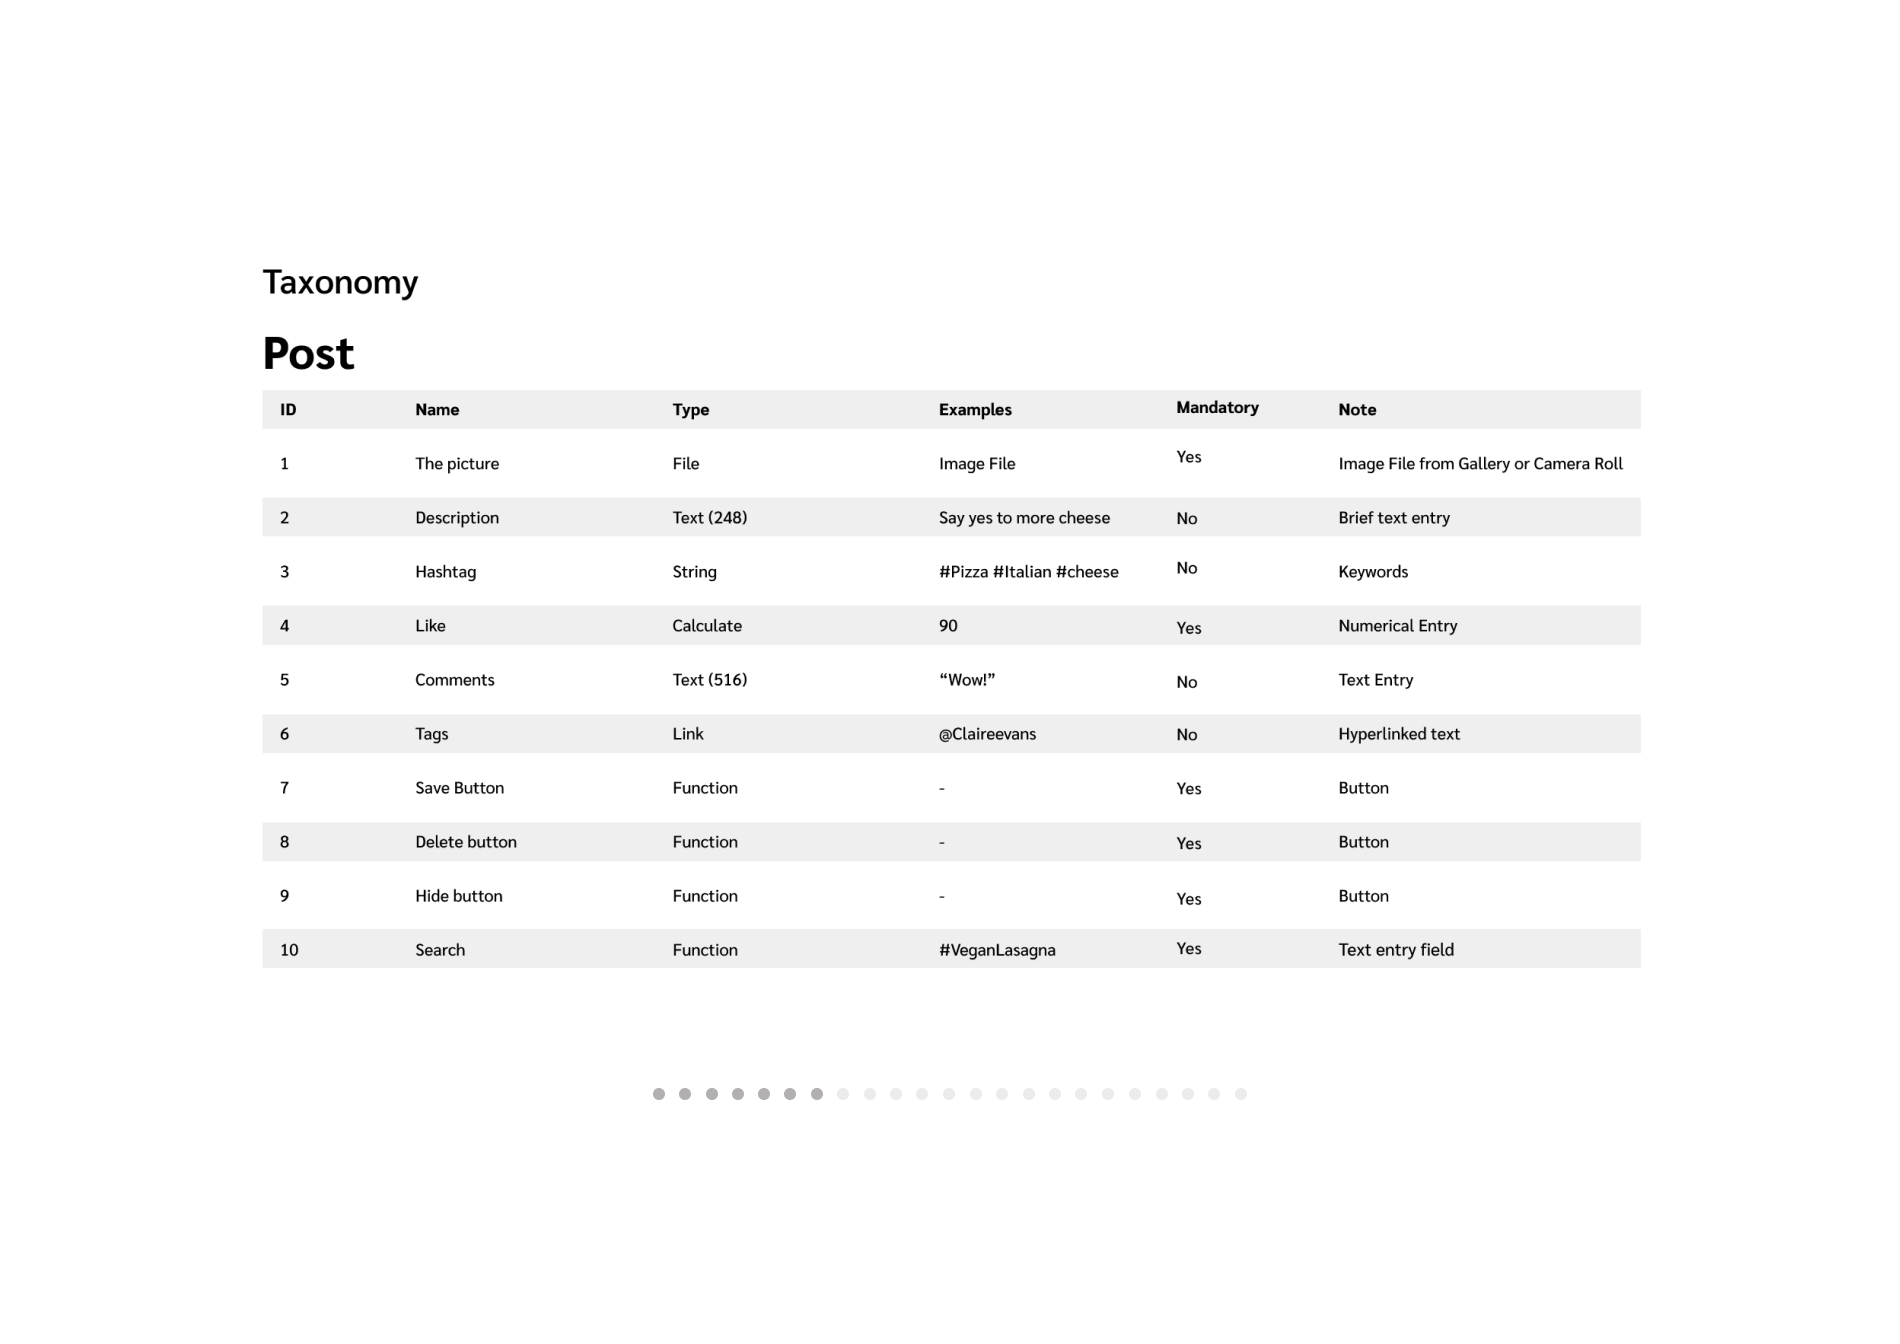 Taxonomy
Post
ID Name Type Examples Mandatory Note
1 The picture File Image File Yes Image File from Gallery or Camera Roll
2 Description Text (248) Say yes to more cheese No Brief text entry
3 Hashtag String #Pizza #Italian #cheese No Keywords
4 Like Calculate 90 Yes Numerical Entry
5 Comments Text (516) “Wow!” No Text Entry
6 Tags Link @Claireevans No Hyperlinked text
7 Save Button Function - Yes Button
8 Delete button Function - Yes Button
9 Hide button Function - Yes Button
10 Search Function #VeganLasagna Yes Text entry field